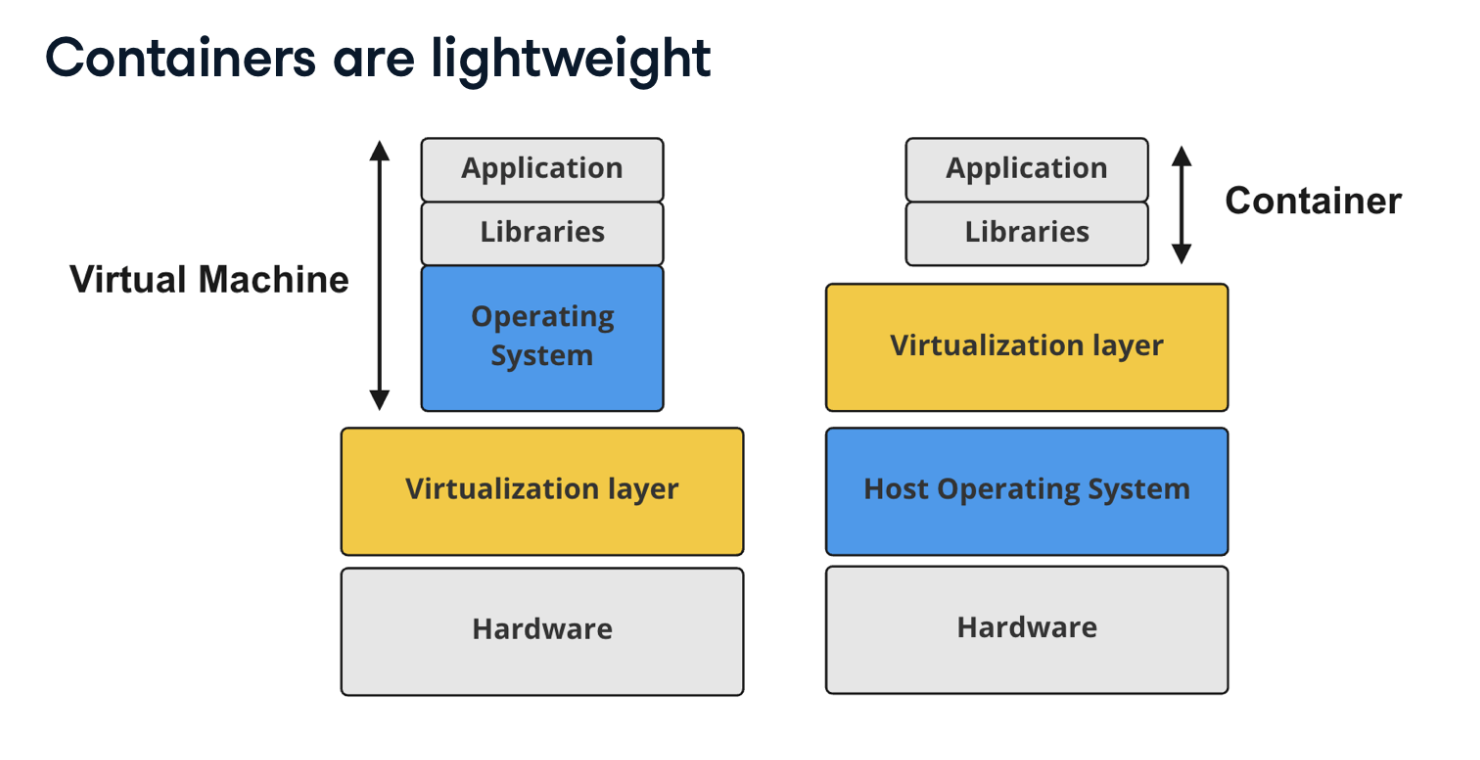 Containers are lightweight
Virtual Machine
Application
Libraries
Operating
System
Virtualization layer
Hardware
Application
Libraries
Container
Virtualization layer
Host Operating System
Hardware